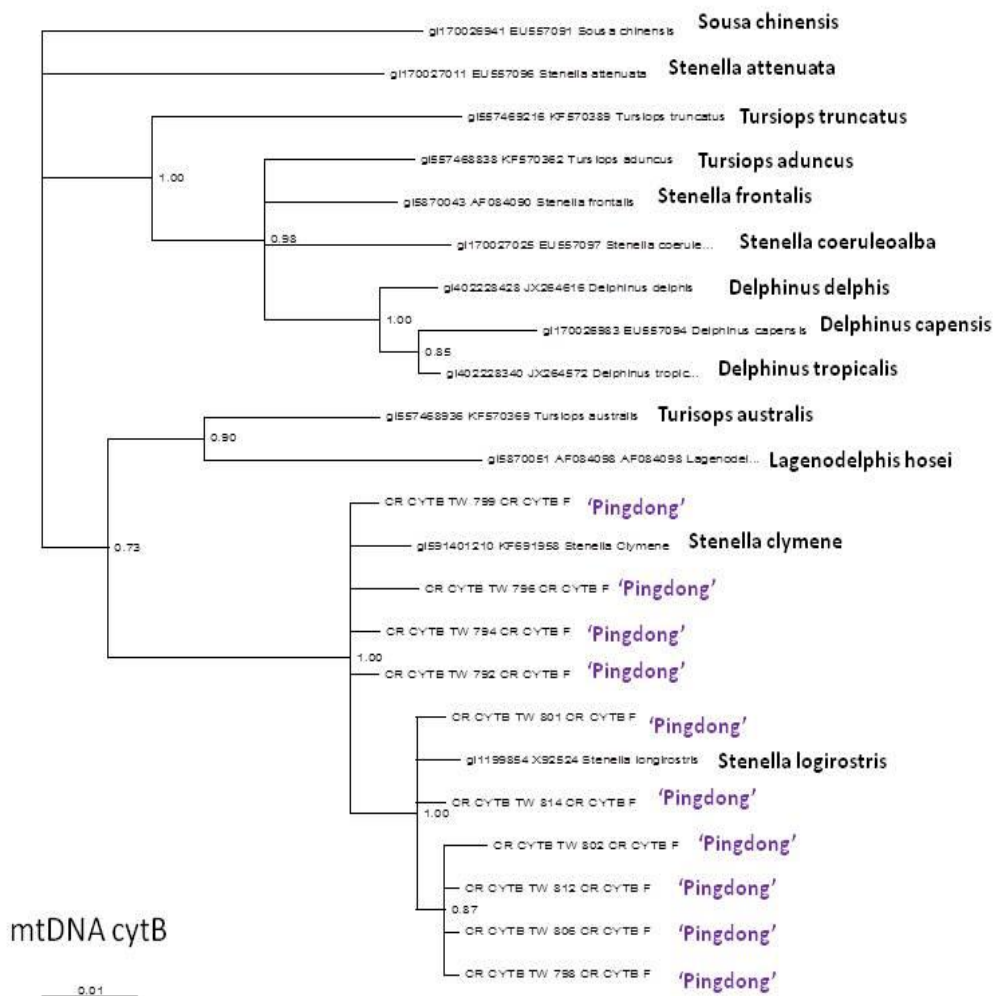 gi170026941 EU557091 Sousa chinensis Sousa chinensis
gi170027011 EU557096 Stenella attenuata Stenella attenuata
gi557469216 KF570389 Tursiops truncatus Tursiops truncatus
1.00
gi557468838 KF570362 Tursiops aduncus Tursiops aduncus
gi5870043 AF084090 Stenella frontalis Stenella frontalis
0.98
gi170027025 EU557097 Stenella coerule... Stenella coeruleoalba
gi402228428 JX264616 Delphinus delphis Delphinus delphis
1.00
gi170026983 EU557094 Delphinus capensis Delphinus capensis
0.85
gi402228340 JX264572 Delphinus tropic... Delphinus tropicalis
gi557468936 KF570369 Tursiops australis Turisops australis
0.90
gi5870051 AF084098 AF084098 Lagenodel... Lagenodelphis hosei
CR CYTB TW 799 CR CYTB F 'Pingdong'
0.73
gi591401210 KF691958 Stenella Clymene Stenella clymene
CR CYTB TW 796 CR CYTB F 'Pingdong'
CR CYTB TW 794 CR CYTB F 'Pingdong'
1.00
CR CYTB TW 792 CR CYTB F 'Pingdong'
CR CYTB TW 801 CR CYTB F 'Pingdong'
gi1199854 X92524 Stenella longirostris Stenella logirostris
CR CYTB TW 814 CR CYTB F 'Pingdong'
1.00
CR CYTB TW 802 CR CYTB F 'Pingdong'
CR CYTB TW 812 CR CYTB F 'Pingdong'
0.87
CR CYTB TW 806 CR CYTB F 'Pingdong'
CR CYTB TW 798 CR CYTB F 'Pingdong'
mtDNA cytB
0.01